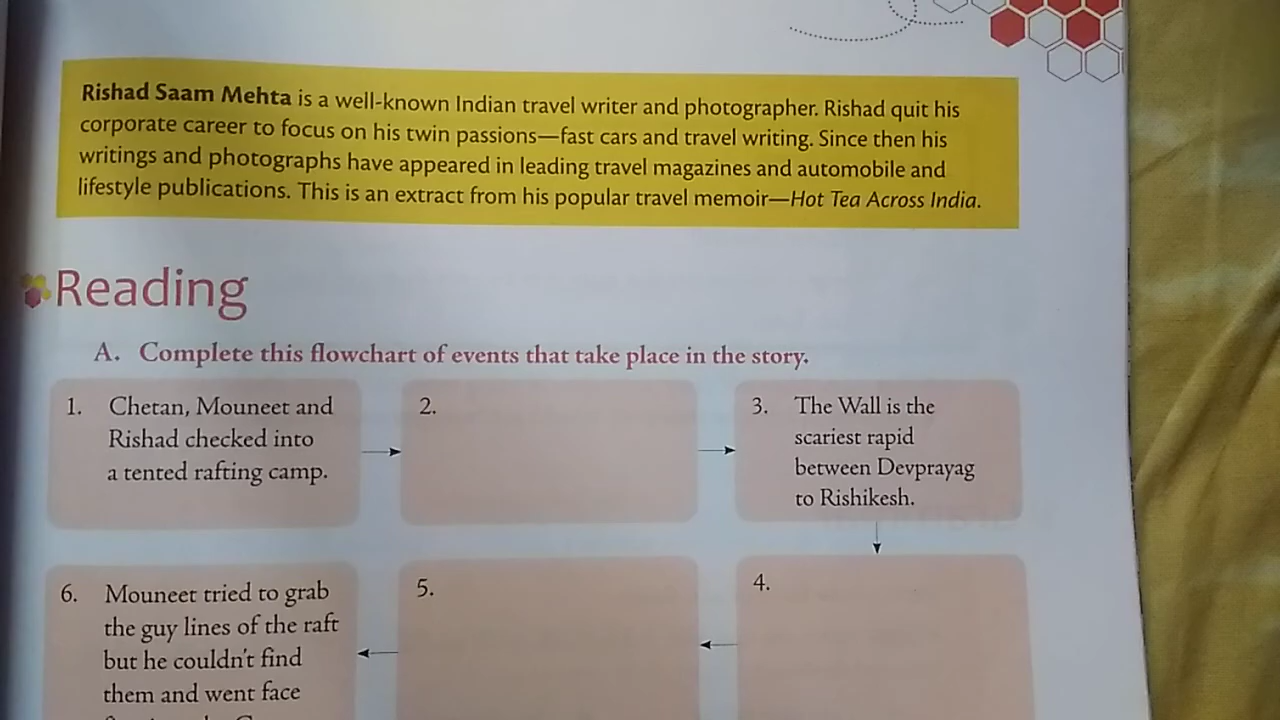 Rishad Saam Mehta is a well-known Indian travel writer and photographer. Rishad quit his
corporate career to focus on his twin passions—fast cars and travel writing. Since then his
writings and photographs have appeared in leading travel magazines and automobile and
lifestyle publications. This is an extract from his popular travel memoir—Hot Tea Across India.
Reading
A. Complete this flowchart of events that take place in the story.
1. Chetan, Mouneet and
Rishad checked into
a tented rafting camp.
2.
3. The Wall is the
scariest rapid
between Devprayag
to Rishikesh.
6. Mouneet tried to grab
the guy lines of the raft
but he couldn't find
them and went face
5.
4.